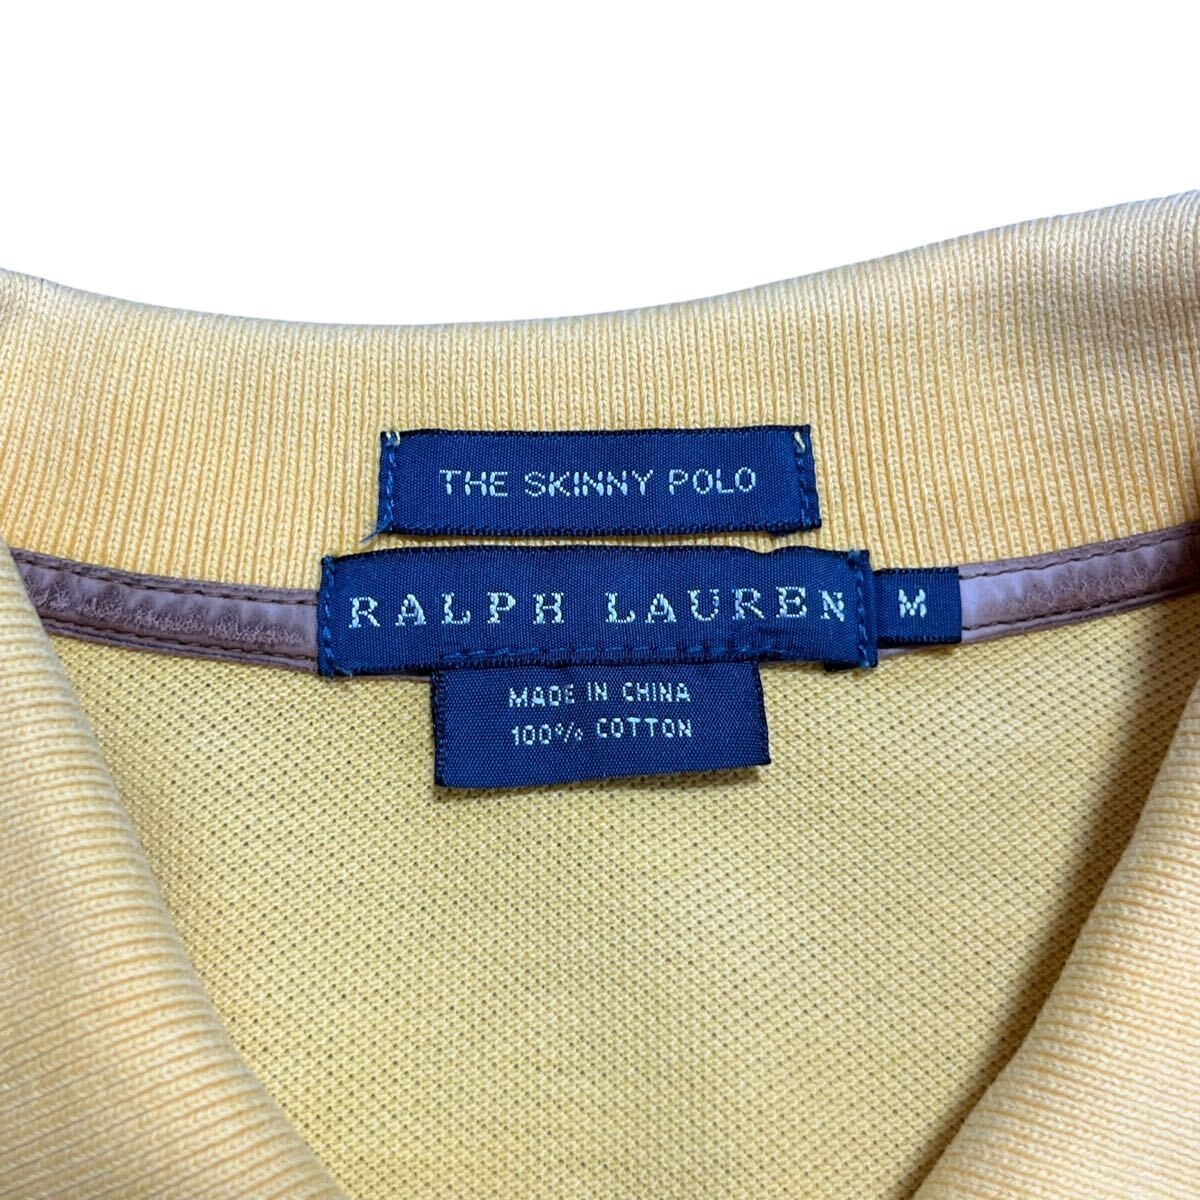 THE SKINNY POLO
RALPH LAUREN
M
MADE IN CHINA
100% COTTON